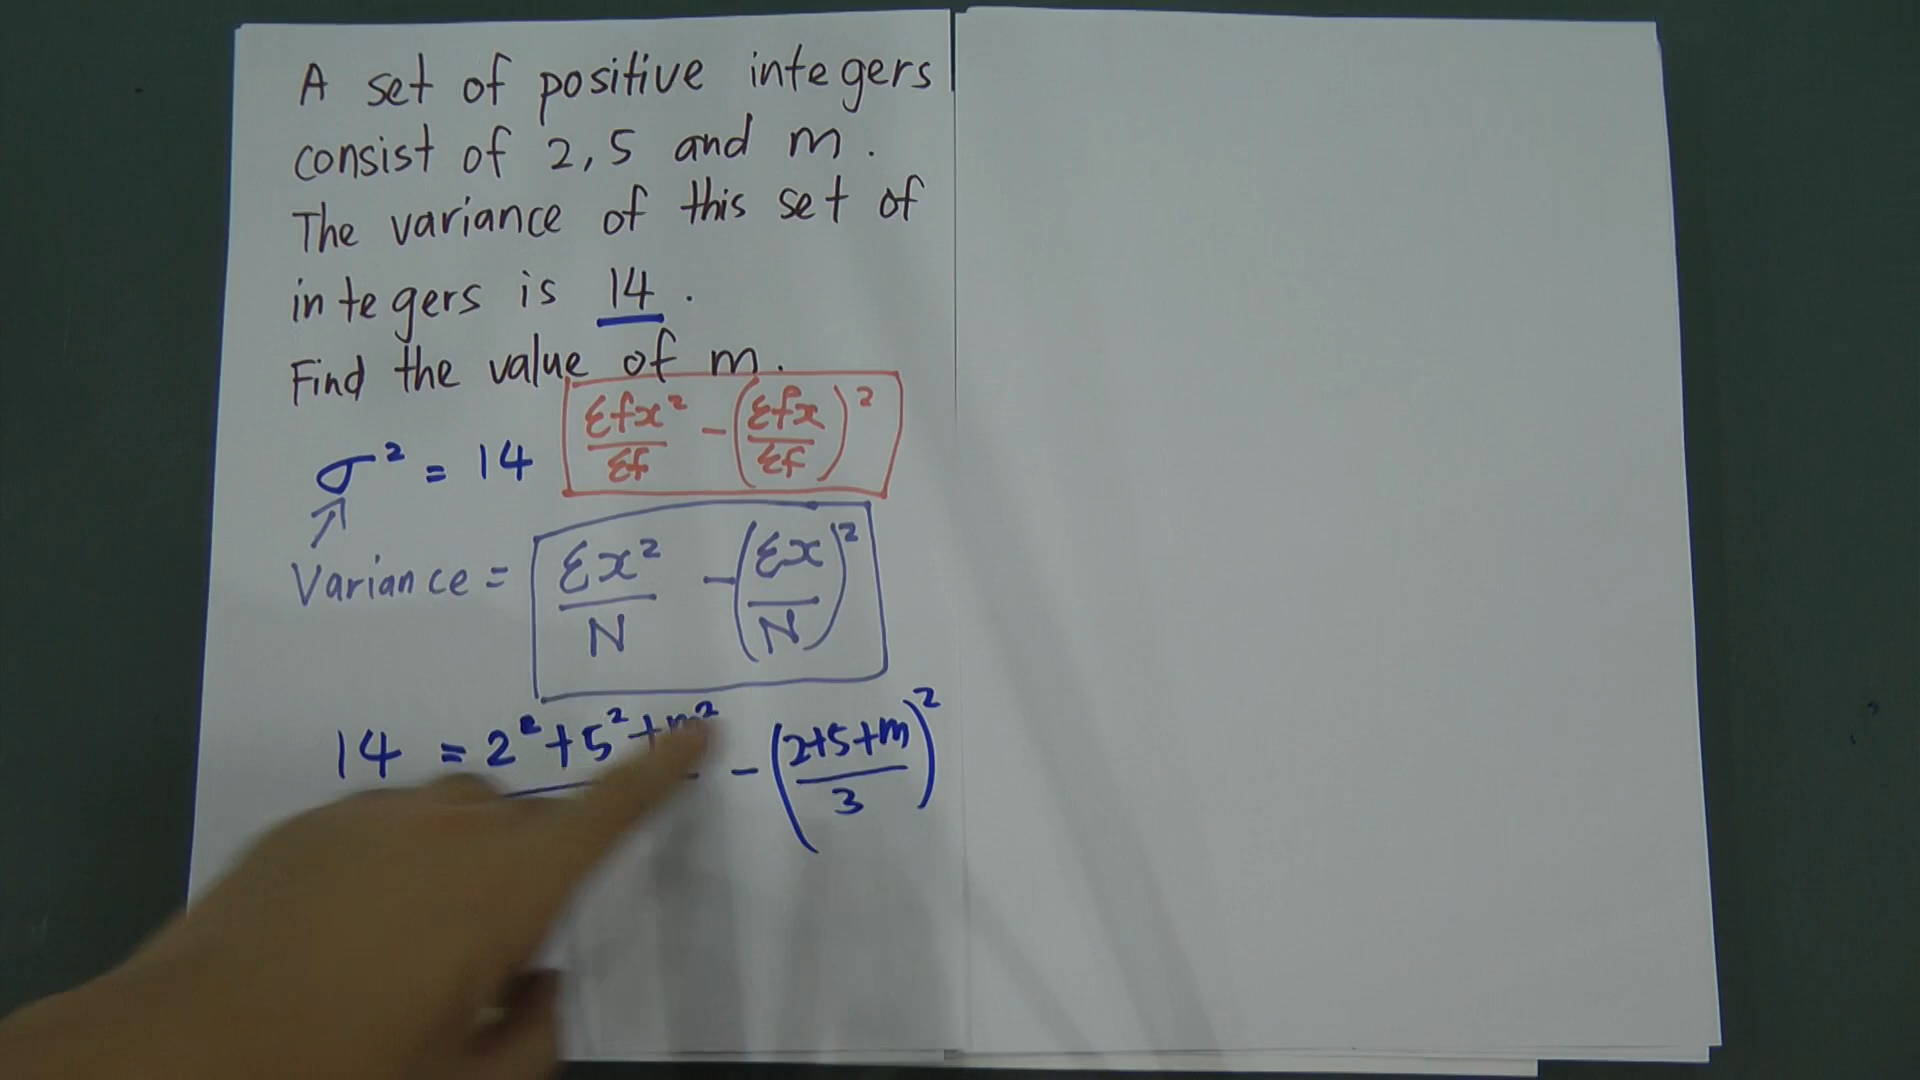 A set of positive integers
consist of 2, 5 and m.
The variance of this set of
integers is 14.
Find the value of m.
σ² = 14 Σfx²/Σf - (Σfx/Σf)²
Variance = Σx²/N - (Σx/N)²
14 = 2²+5²+m² - (2+5+m/3)²